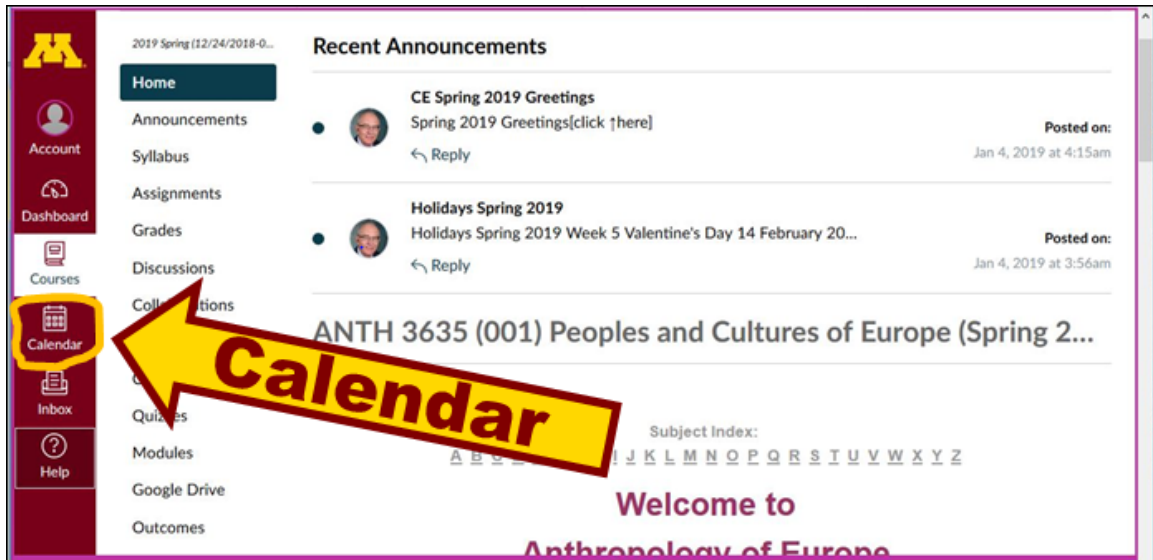 M
Account
Dashboard
Courses
Calendar
Inbox
Help
2019 Spring (12/24/2018-0...
Home
Announcements
Syllabus
Assignments
Grades
Discussions
Quizzes
Modules
Google Drive
Outcomes
Calendar
Recent Announcements
CE Spring 2019 Greetings
Spring 2019 Greetings[click ↑here]
Reply
Posted on:
Jan 4, 2019 at 4:15am
Holidays Spring 2019
Holidays Spring 2019 Week 5 Valentine's Day 14 February 20...
Reply
Posted on:
Jan 4, 2019 at 3:56am
ANTH 3635 (001) Peoples and Cultures of Europe (Spring 2...
Subject Index:
A B J K L M N O P Q R S T U V W X Y Z
Welcome to
Anthropology of Europe